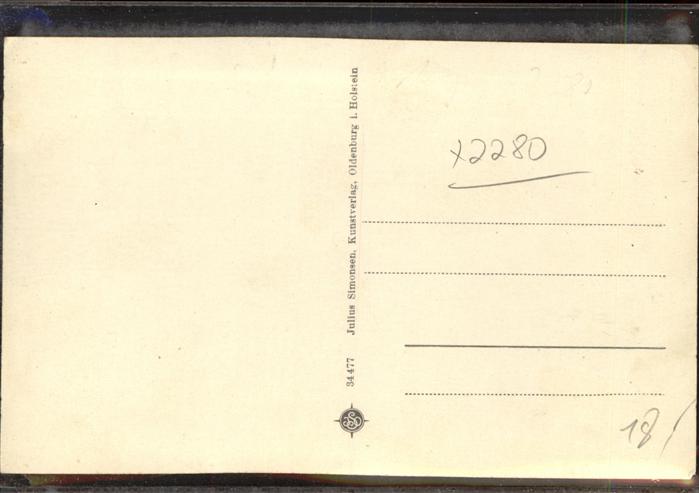 x2280
34477 Julius Simonsen, Kunstverlag, Oldenburg i. Holstein
18/